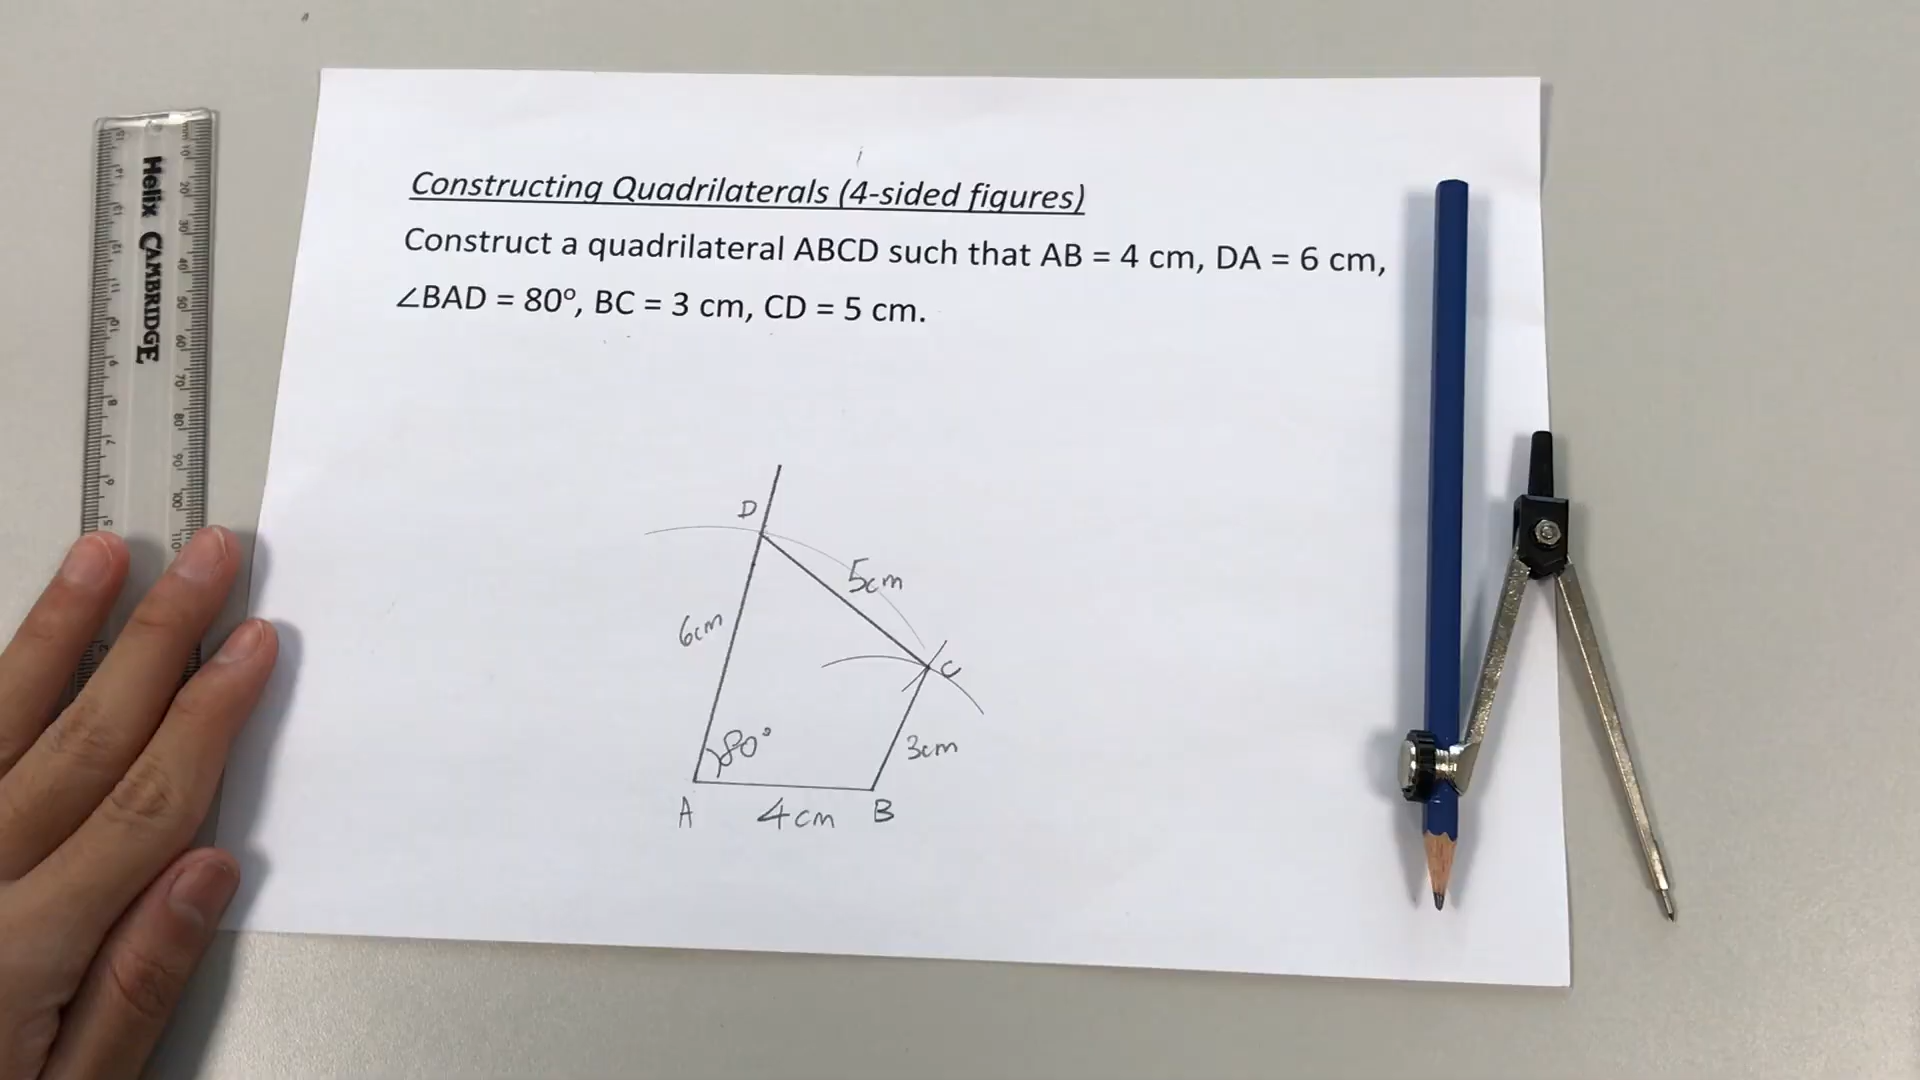 Helix CAMBRIDGE
Constructing Quadrilaterals (4-sided figures)
Construct a quadrilateral ABCD such that AB = 4 cm, DA = 6 cm,
∠BAD = 80°, BC = 3 cm, CD = 5 cm.
D
5cm
6cm
C
80°
3cm
A 4cm B